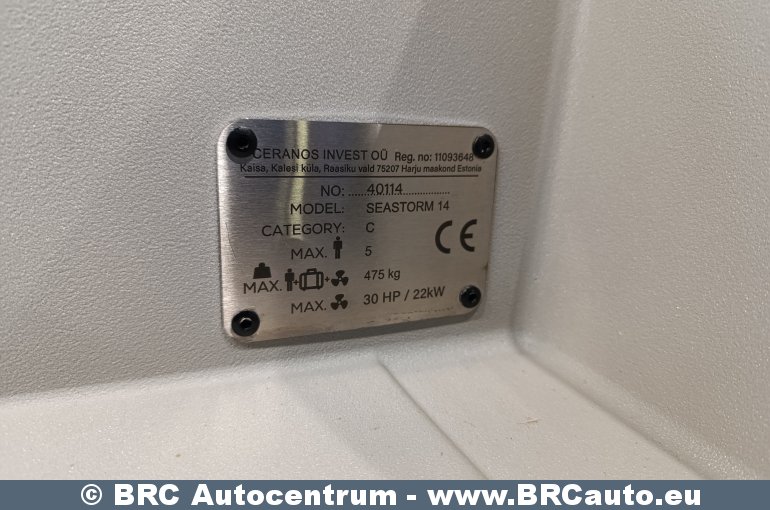 CERANOS INVEST OÜ Reg. no: 11093648
Kaisa, Kalesi küla, Raasiku vald 75207 Harju maakond Estonia
NO: 40114
MODEL: SEASTORM 14
CATEGORY: C
MAX. 5
MAX. + + 475 kg
MAX. 30 HP / 22kW
CE
© BRC Autocentrum - www.BRCauto.eu